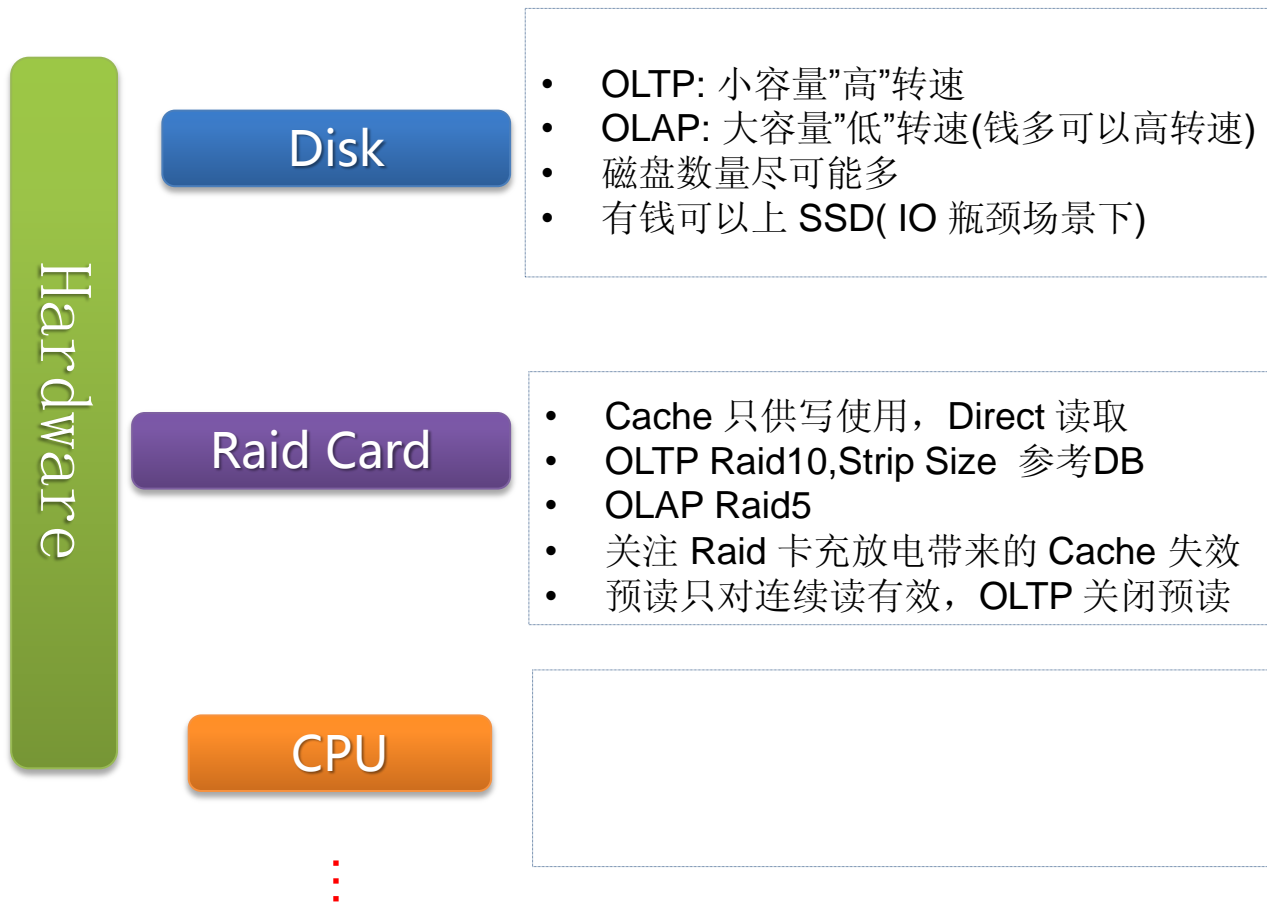 Hardware
Disk
• OLTP: 小容量”高”转速
• OLAP: 大容量”低”转速(钱多可以高转速)
• 磁盘数量尽可能多
• 有钱可以上 SSD( IO 瓶颈场景下)
Raid Card
• Cache 只供写使用，Direct 读取
• OLTP Raid10,Strip Size 参考DB
• OLAP Raid5
• 关注 Raid 卡充放电带来的 Cache 失效
• 预读只对连续读有效，OLTP 关闭预读
CPU
⋮